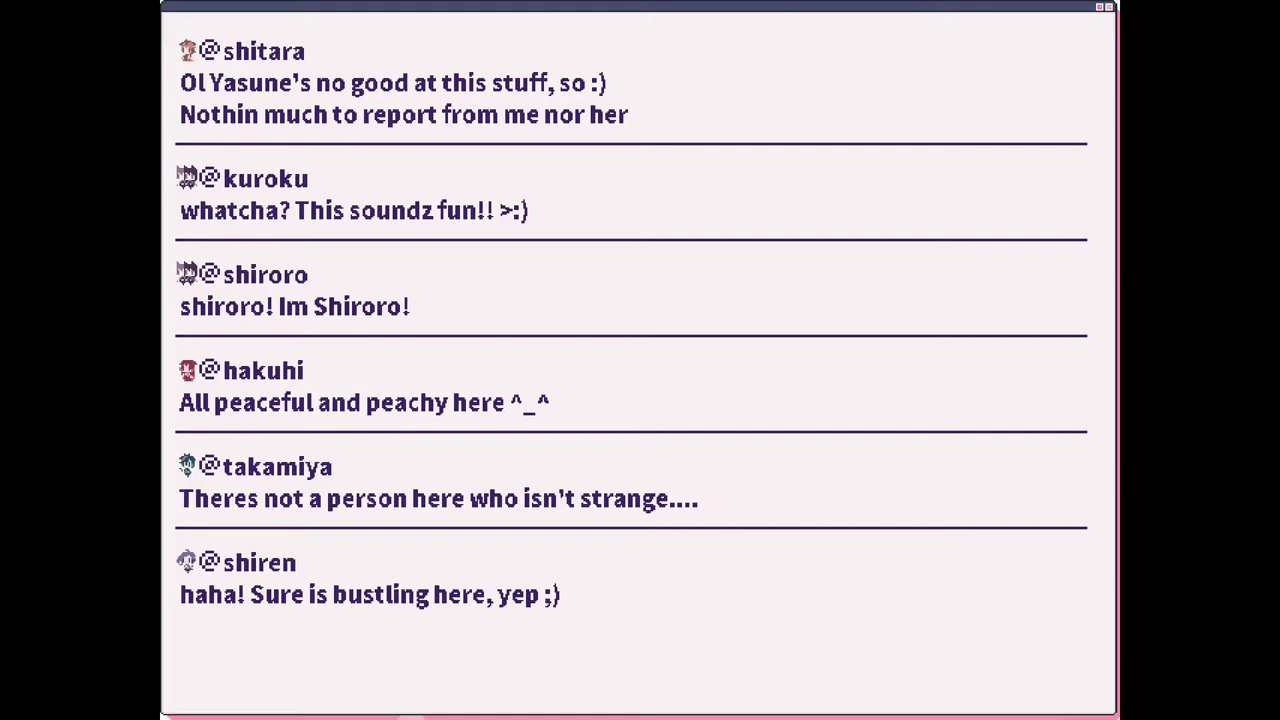 @shitara
Ol Yasune's no good at this stuff, so :)
Nothin much to report from me nor her
@kuroku
whatcha? This soundz fun!! >:)
@shiroro
shiroro! Im Shiroro!
@hakuhi
All peaceful and peachy here ^_^
@takamiya
Theres not a person here who isn't strange....
@shiren
haha! Sure is bustling here, yep ;)